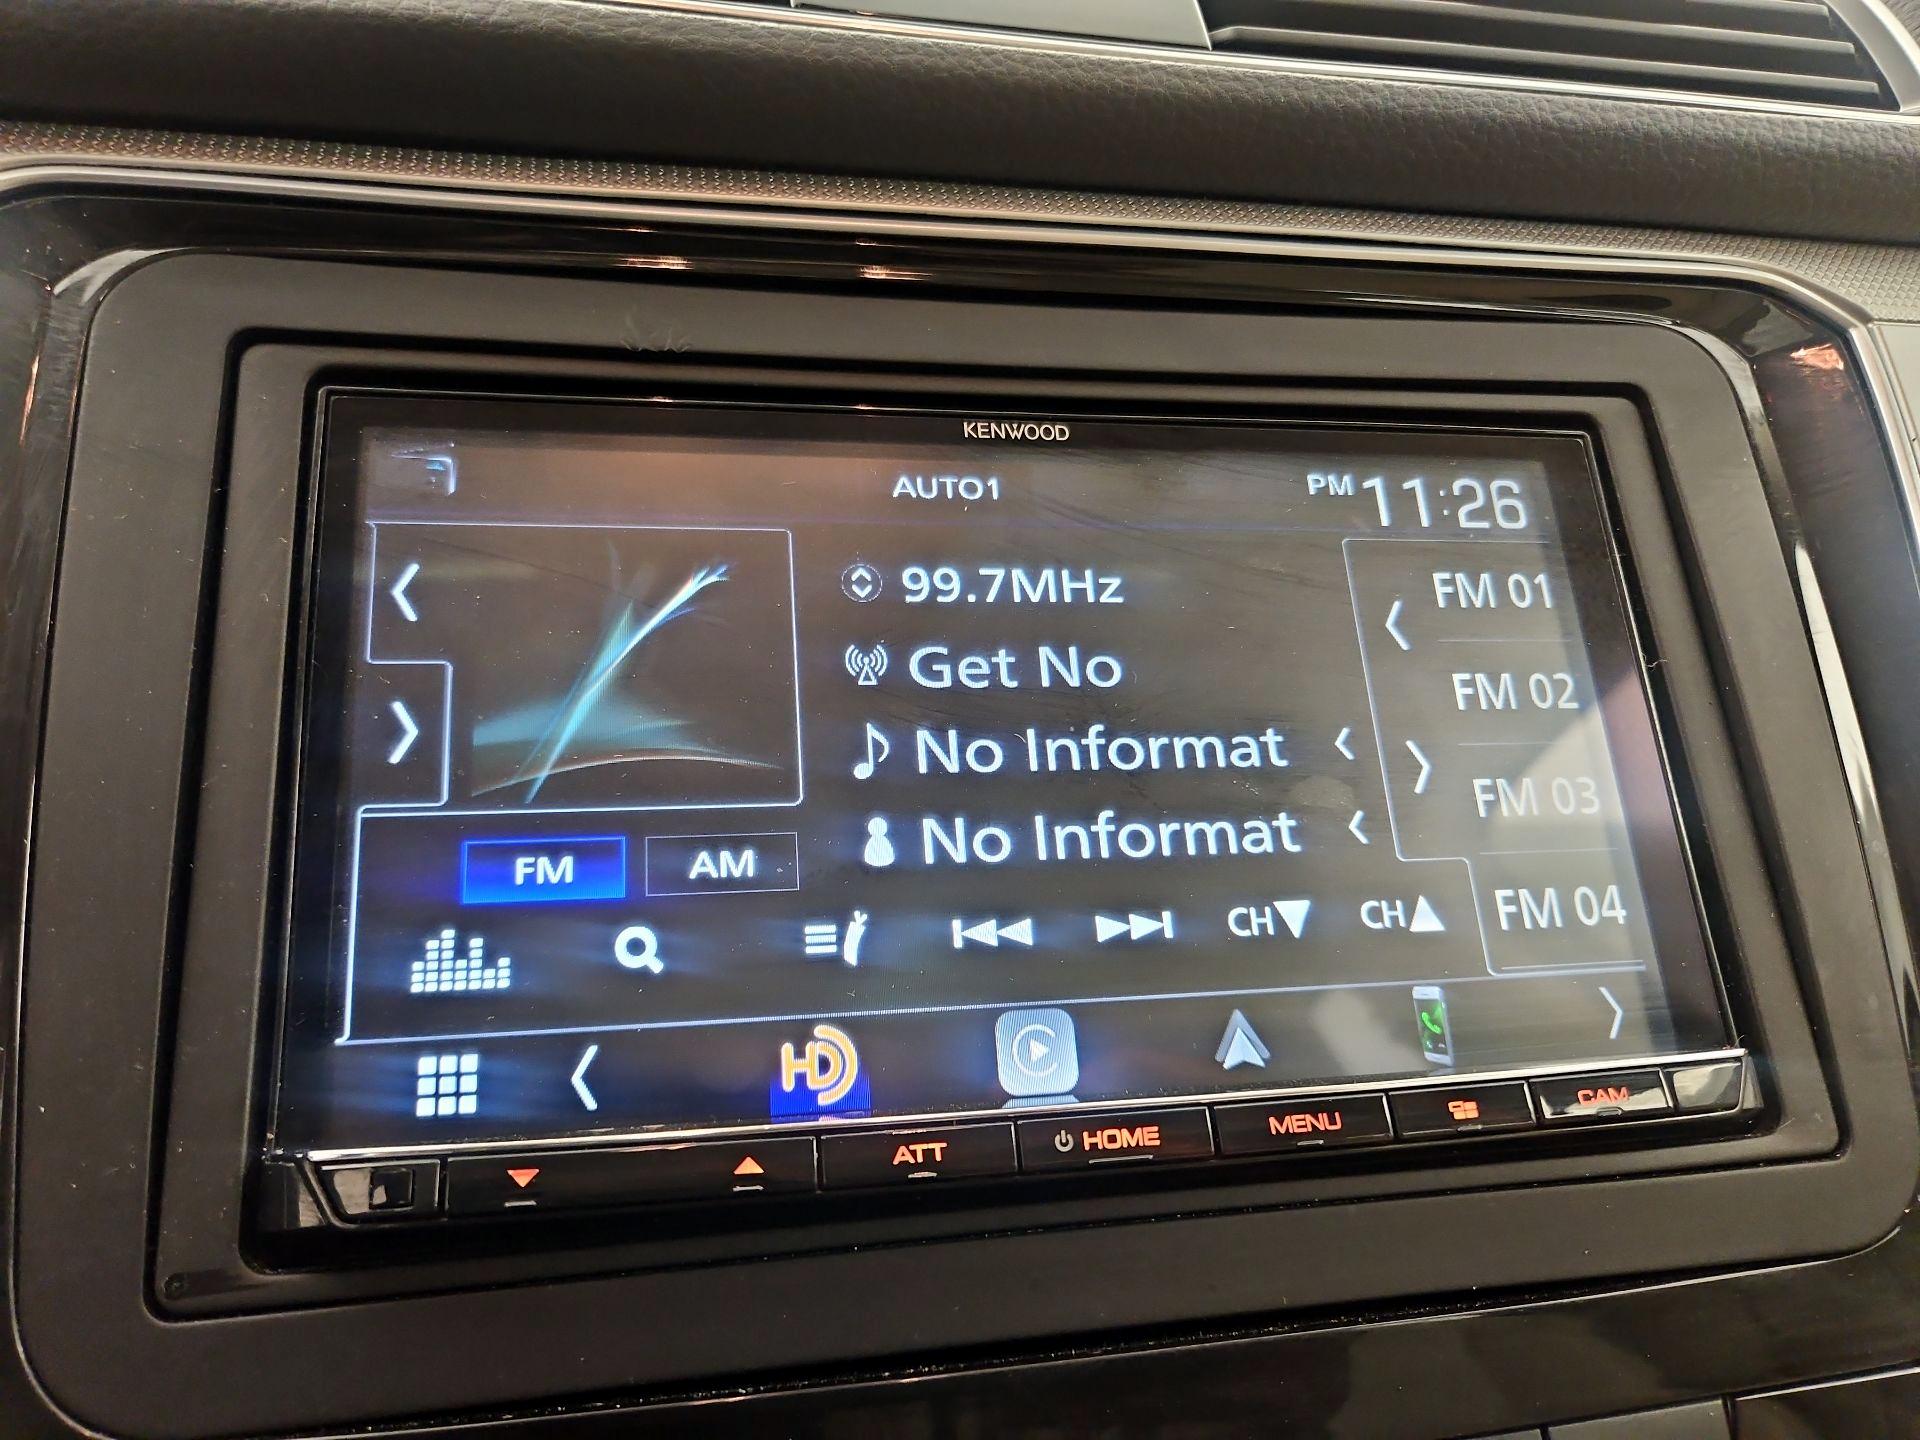 KENWOOD
AUTO1
PM 11:26
99.7MHz
Get No
No Informat
No Informat
FM 01
FM 02
FM 03
FM 04
FM
AM
CH
CH
HD
ATT
HOME
MENU
CAM